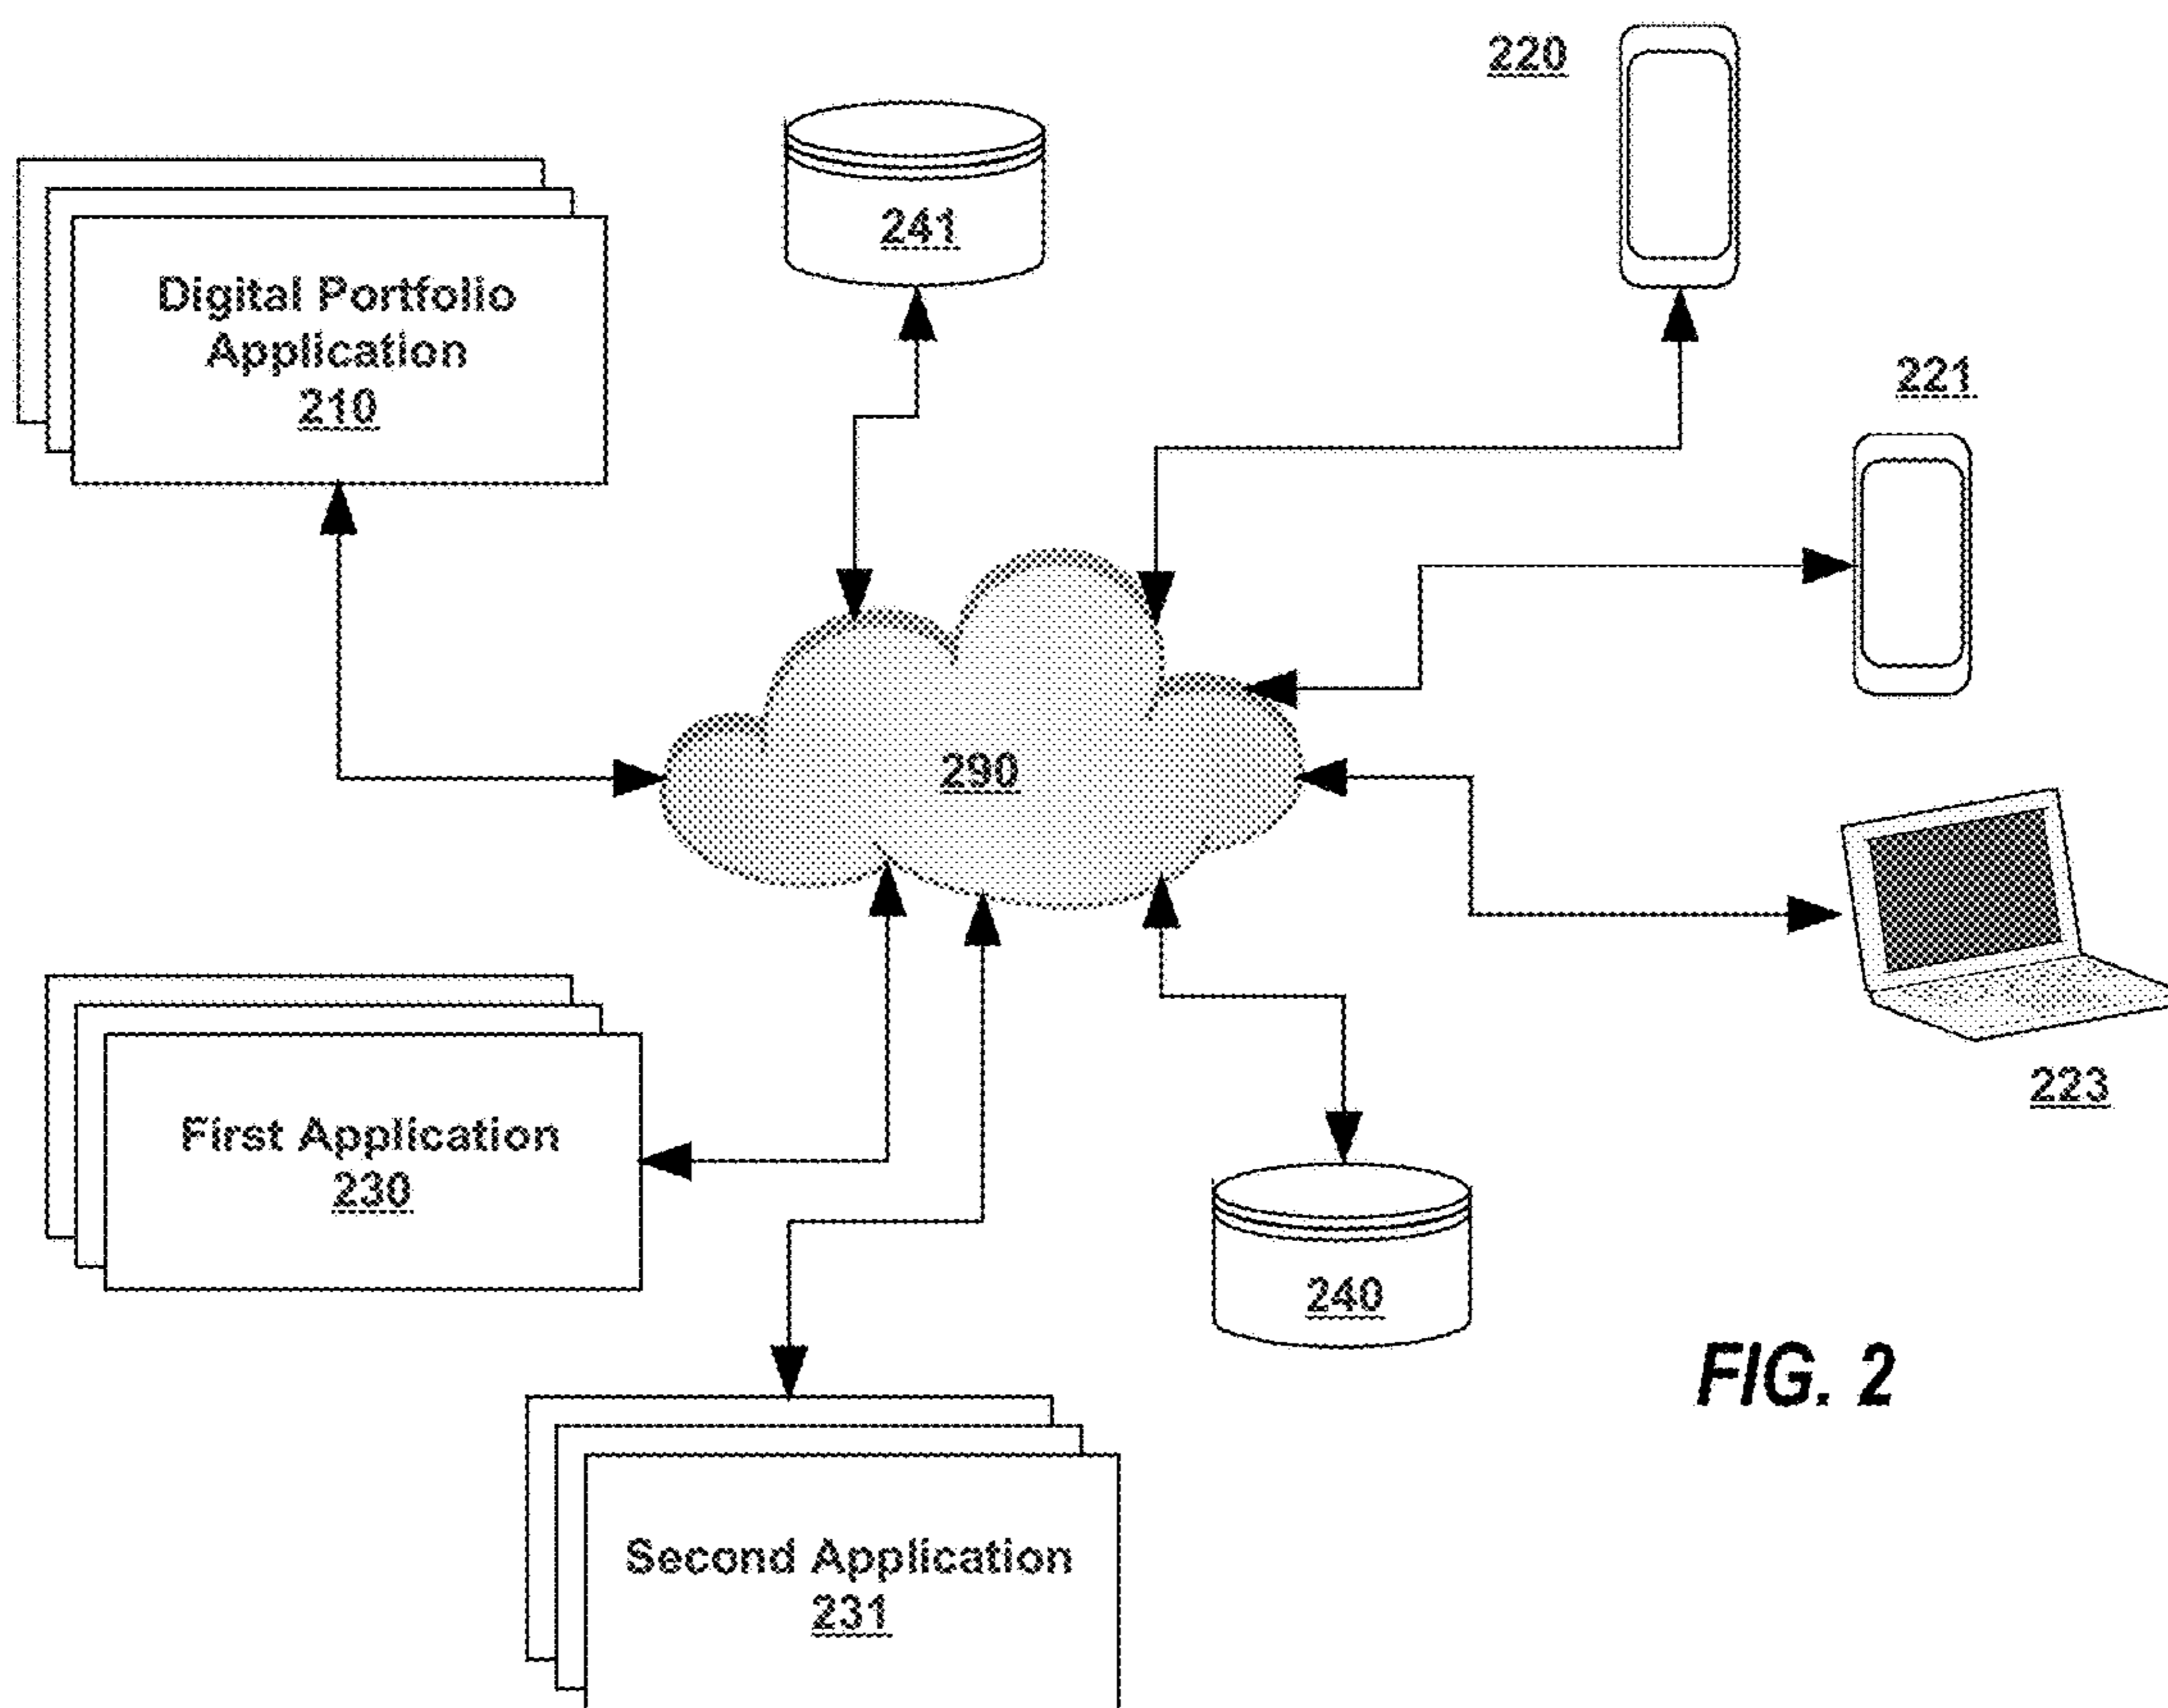 220
241
Digital Portfolio
Application
210
221
290
223
First Application
230
240
FIG. 2
Second Application
231